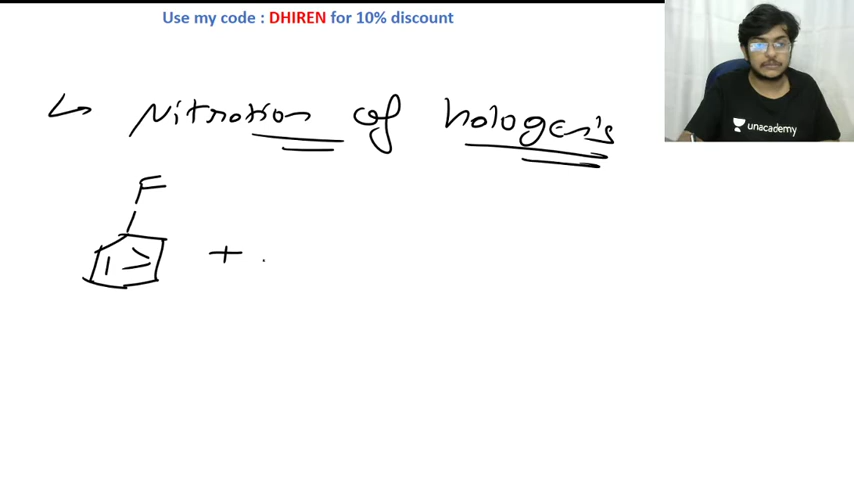 Use my code : DHIREN for 10% discount
unacademy
↳ Nitration of halogen's
F
+